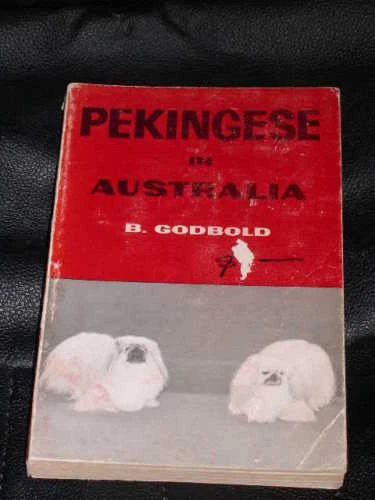 PEKINGESE
IN
AUSTRALIA
B. GODBOLD